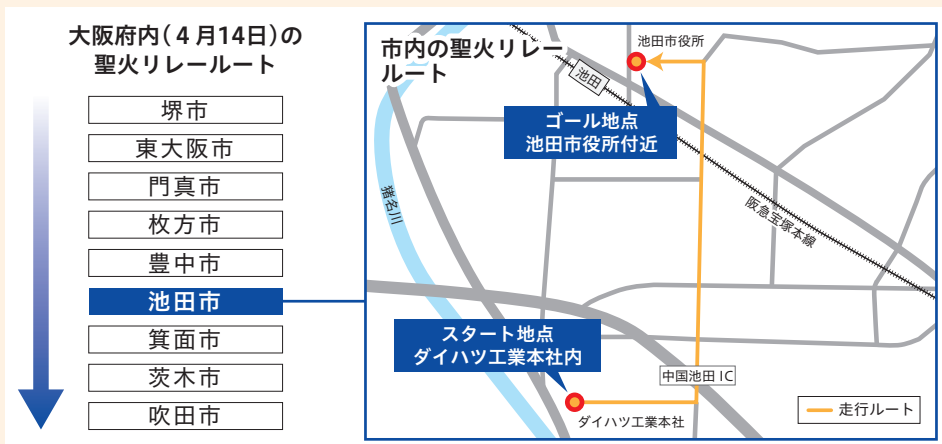 大阪府内(4月14日)の
聖火リレールート
堺市
東大阪市
門真市
枚方市
豊中市
池田市
箕面市
茨木市
吹田市
市内の聖火リレー
ルート
池田市役所
池田
ゴール地点
池田市役所付近
猪名川
阪急宝塚本線
スタート地点
ダイハツ工業本社内
中国池田IC
ダイハツ工業本社
走行ルート